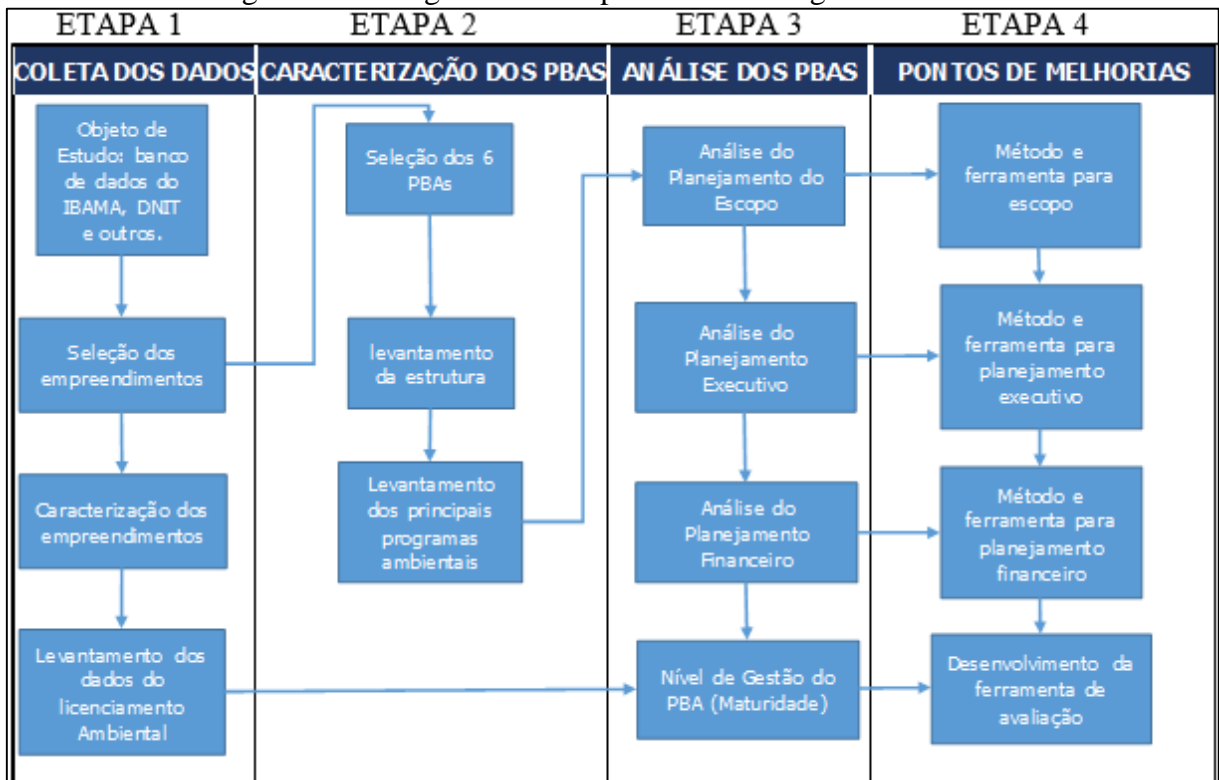 ETAPA 1
ETAPA 2
ETAPA 3
ETAPA 4
COLETA DOS DADOS
CARACTERIZAÇÃO DOS PBAS
ANÁLISE DOS PBAS
PONTOS DE MELHORIAS
Objeto de
Estudo: banco
de dados do
IBAMA, DNIT
e outros.
Seleção dos
empreendimentos
Caracterização dos
empreendimentos
Levantamento dos
dados do
licenciamento
Ambiental
Seleção dos 6
PBAs
levantamento
da estrutura
Levantamento
dos principais
programas
ambientais
Análise do
Planejamento do
Escopo
Análise do
Planejamento
Executivo
Análise do
Planejamento
Financeiro
Nível de Gestão do
PBA (Maturidade)
Método e
ferramenta para
escopo
Método e
ferramenta para
planejamento
executivo
Método e
ferramenta para
planejamento
financeiro
Desenvolvimento da
ferramenta de
avaliação